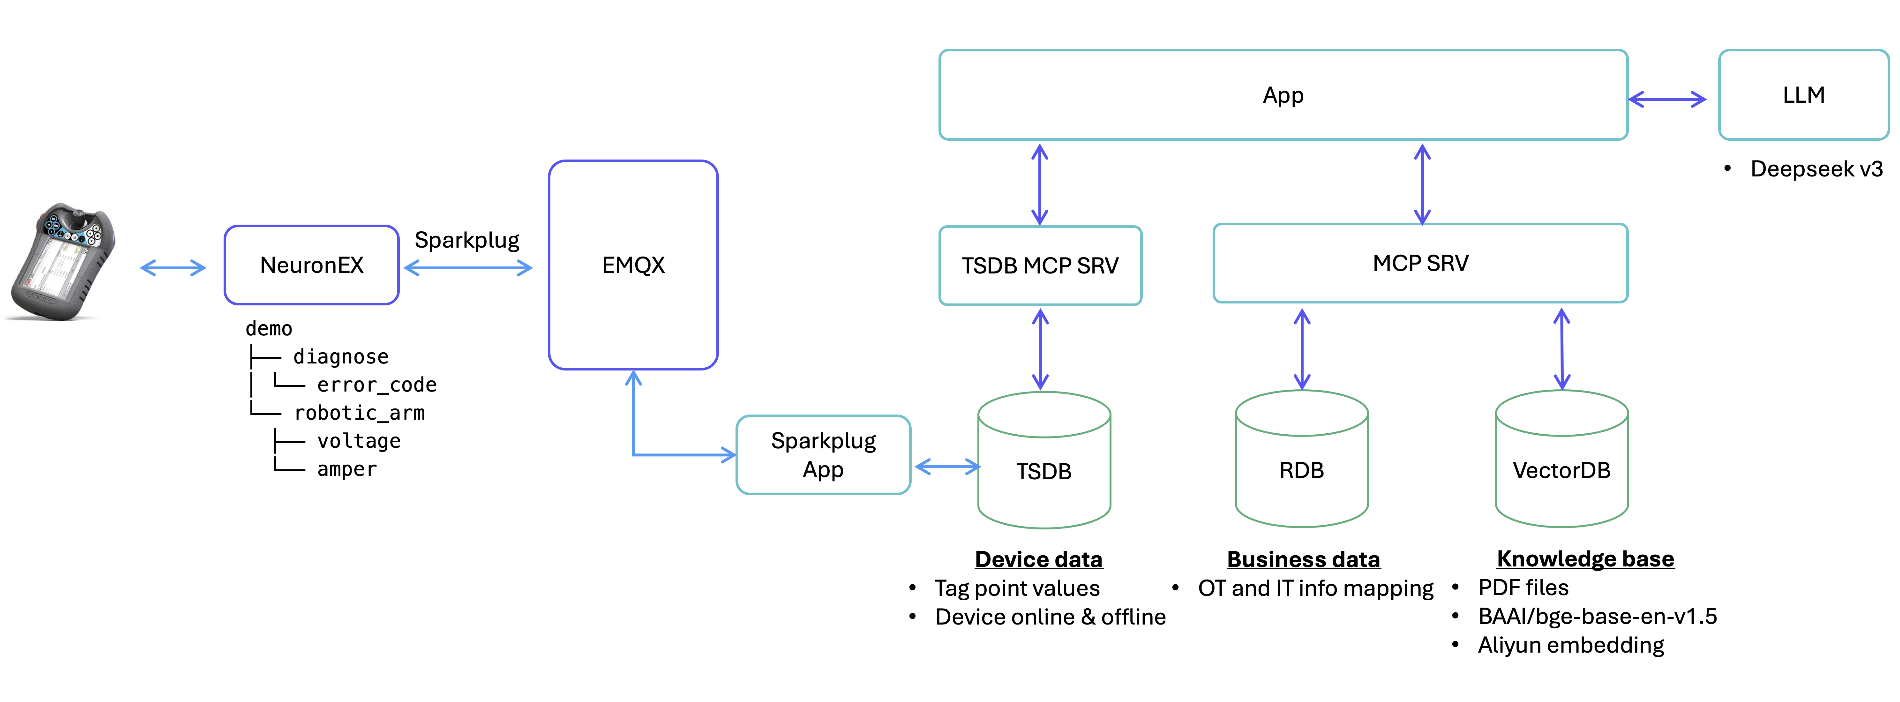 App
LLM
• Deepseek v3
Sparkplug
NeuronEX
EMQX
TSDB MCP SRV
MCP SRV
demo
├── diagnose
│ └── error_code
└── robotic_arm
├── voltage
└── amper
Sparkplug
App
TSDB
RDB
VectorDB
Device data
• Tag point values
• Device online & offline
Business data
• OT and IT info mapping
Knowledge base
• PDF files
• BAAI/bge-base-en-v1.5
• Aliyun embedding